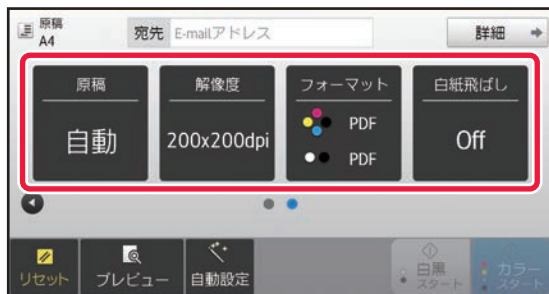 原稿
A4
宛先 E-mailアドレス
詳細
原稿
自動
解像度
200x200dpi
フォーマット
PDF
PDF
白紙飛ばし
Off
リセット
プレビュー
自動設定
白黒
スタート
カラー
スタート